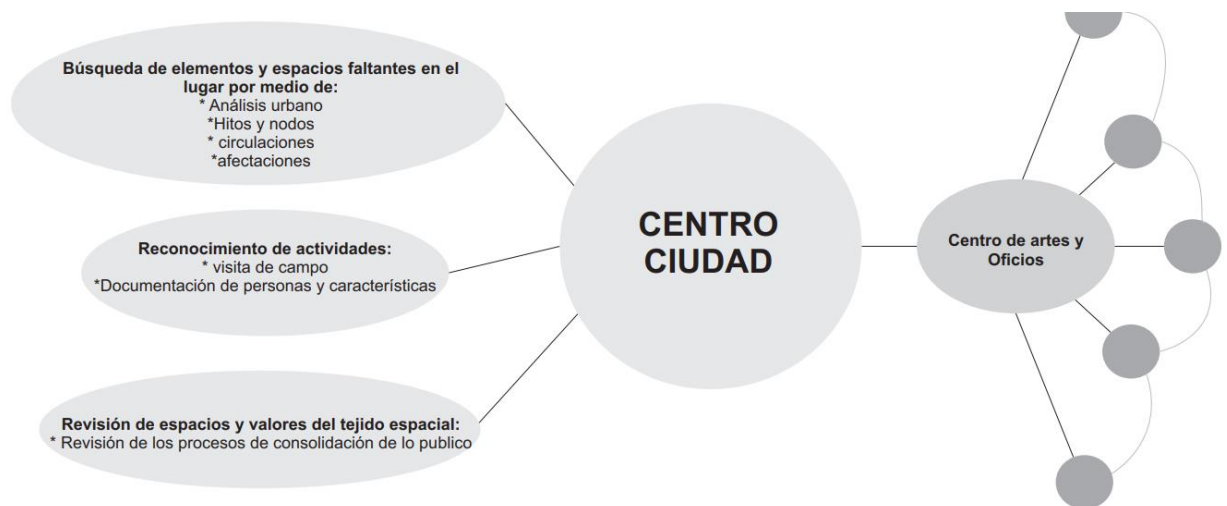 Búsqueda de elementos y espacios faltantes en el
lugar por medio de:
* Análisis urbano
*Hitos y nodos
* circulaciones
*afectaciones
Reconocimiento de actividades:
* visita de campo
*Documentación de personas y características
Revisión de espacios y valores del tejido espacial:
* Revisión de los procesos de consolidación de lo publico
CENTRO
CIUDAD
Centro de artes y
Oficios